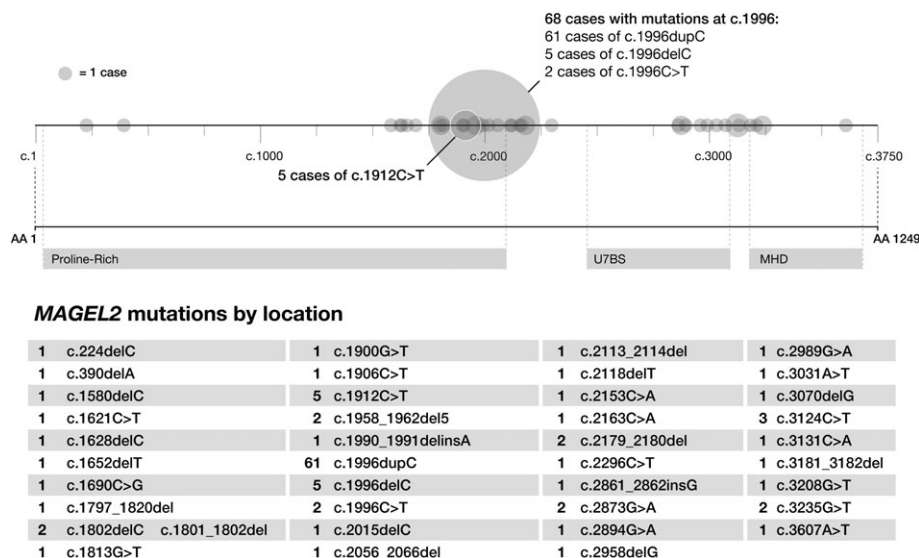 68 cases with mutations at c.1996:
61 cases of c.1996dupC
5 cases of c.1996delC
2 cases of c.1996C>T
= 1 case
c.1
c.1000
c.2000
c.3000
c.3750
5 cases of c.1912C>T
AA 1
AA 1249
Proline-Rich
U7BS
MHD
MAGEL2 mutations by location
1 c.224delC 1 c.1900G>T 1 c.2113_2114del 1 c.2989G>A
1 c.390delA 1 c.1906C>T 1 c.2118delT 1 c.3031A>T
1 c.1580delC 5 c.1912C>T 1 c.2153C>A 1 c.3070delG
1 c.1621C>T 2 c.1958_1962del5 1 c.2163C>A 3 c.3124C>T
1 c.1628delC 1 c.1990_1991delinsA 2 c.2179_2180del 1 c.3131C>A
1 c.1652delT 61 c.1996dupC 1 c.2296C>T 1 c.3181_3182del
1 c.1690C>G 5 c.1996delC 1 c.2861_2862insG 1 c.3208G>T
1 c.1797_1820del 2 c.1996C>T 2 c.2873G>A 2 c.3235G>T
2 c.1802delC c.1801_1802del 1 c.2015delC 1 c.2894G>A 1 c.3607A>T
1 c.1813G>T 1 c.2056_2066del 1 c.2958delG